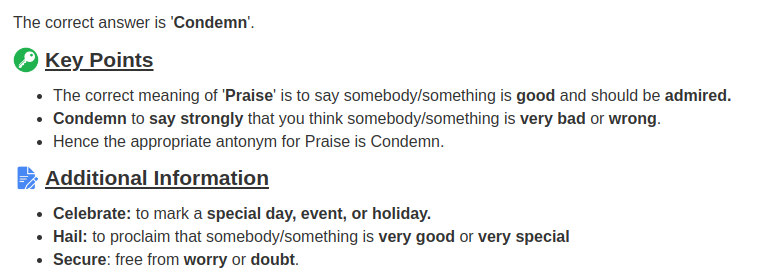 The correct answer is 'Condemn'.
Key Points
• The correct meaning of 'Praise' is to say somebody/something is good and should be admired.
• Condemn to say strongly that you think somebody/something is very bad or wrong.
• Hence the appropriate antonym for Praise is Condemn.
Additional Information
• Celebrate: to mark a special day, event, or holiday.
• Hail: to proclaim that somebody/something is very good or very special
• Secure: free from worry or doubt.